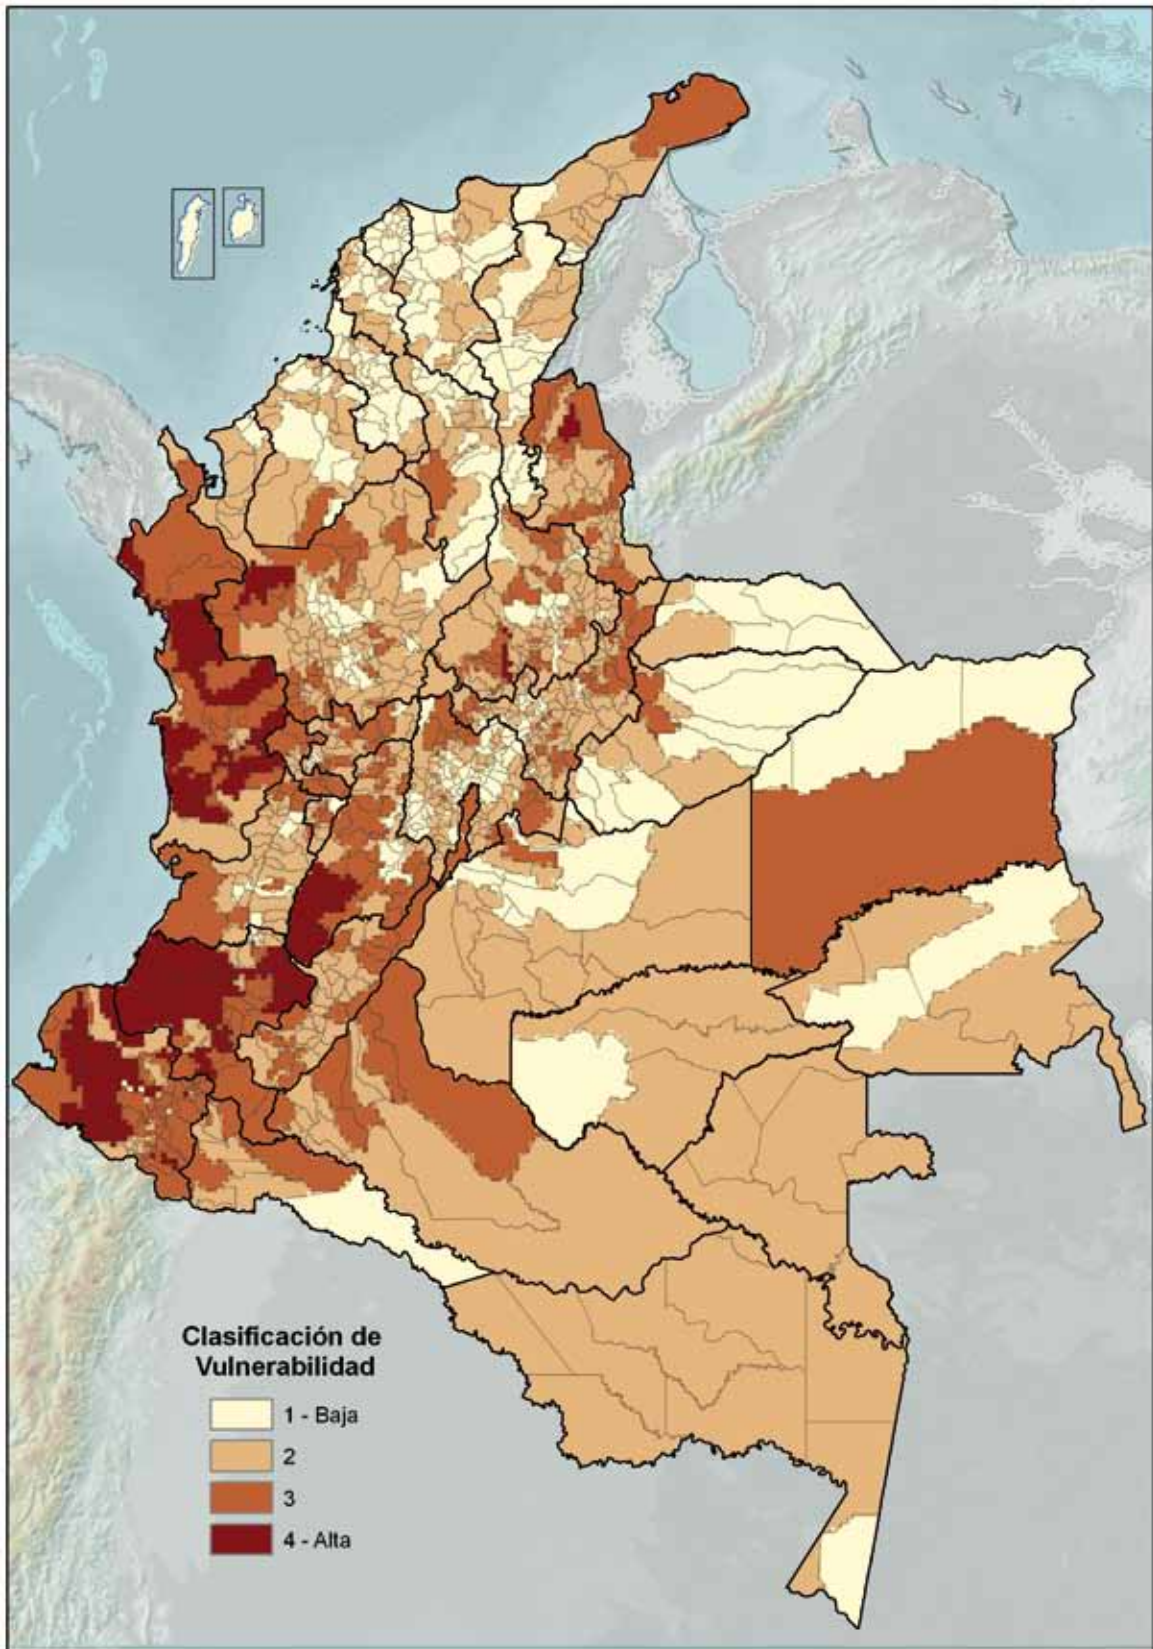 Clasificación de
Vulnerabilidad
1 - Baja
2
3
4 - Alta